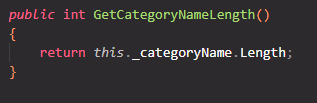 public int GetCategoryNameLength()
{
    return this._categoryName.Length;
}